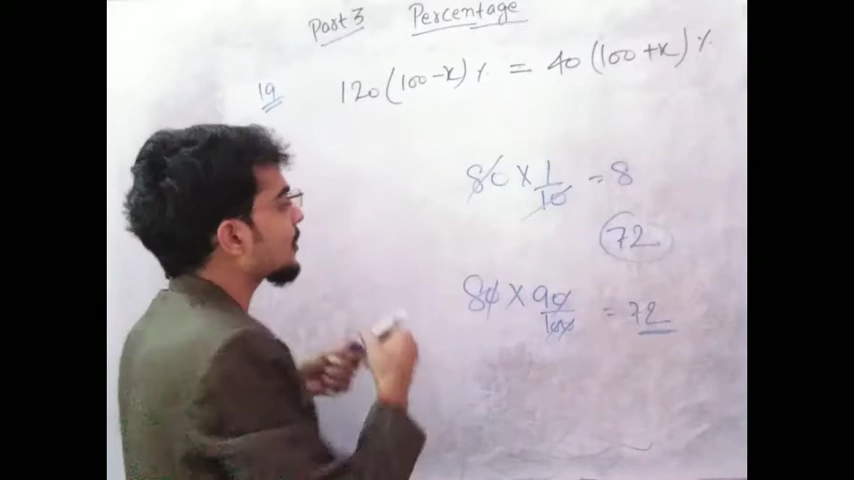 Part 3 Percentage
19 120(100-x)% = 40(100+x)%
80 × 1/10 = 8
72
80 × 90/100 = 72